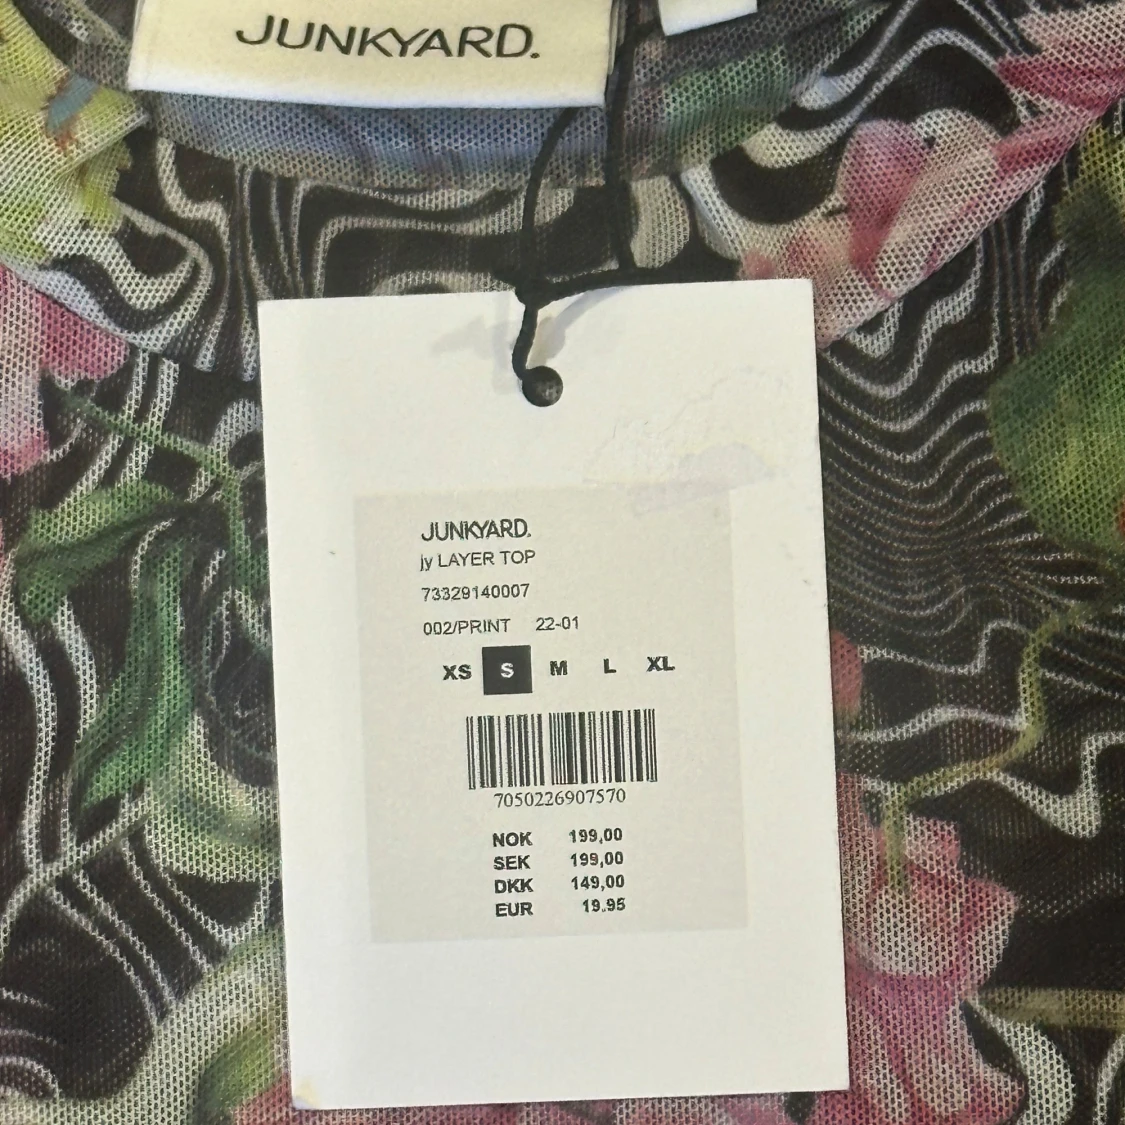 JUNKYARD.
JUNKYARD.
jy LAYER TOP
73329140007
002/PRINT 22-01
XS S M L XL
7050226907570
NOK 199,00
SEK 199,00
DKK 149,00
EUR 19.95